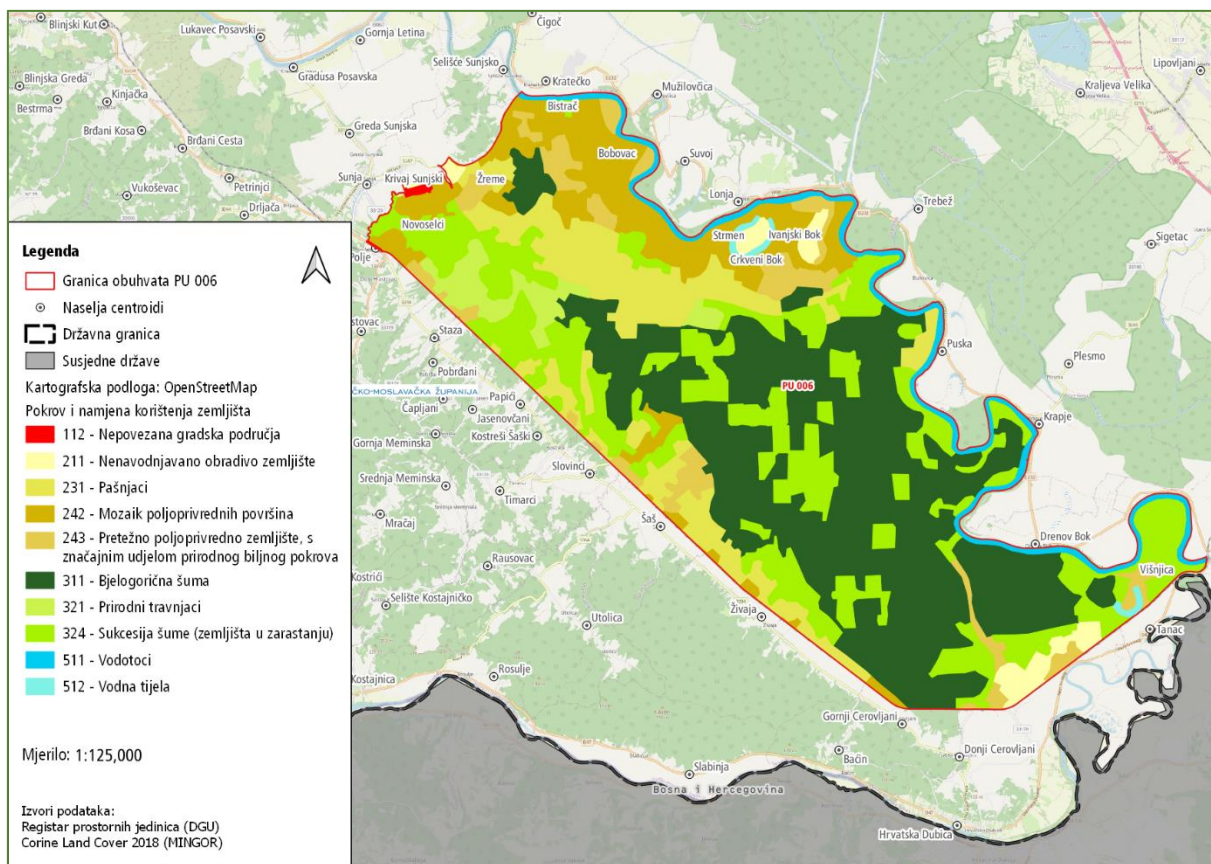 Blinjski Kut
Lukavec Posavski
Gornja Letina
Čigoč
Lipovljani
Blinjska Greda
Gradusa Posavska
Selišće Sunjsko
Kratečko
Mužilovčica
Kraljeva Velika
Bestrma
Kinjačka
Bistrač
Brđani Kosa
Greda Sunjska
Brđani Cesta
Bobovac
Suvoj
Petrinjci
Sunja
Krivaj Sunjski
Žreme
Vukoševac
Drljača
Lonja
Trebež
Novoselci
Strmen
Ivanjski Bok
Sigetac
Polje
Crkveni Bok
Staza
Puska
Pobrđani
Plesmo
PU 006
ČKO-MOSLAVAČKA ŽUPANIJA
Papići
Čapljani
Jasenovčani
Krapje
Gornja Meminska
Kostreši Šaški
Srednja Meminska
Slovinci
Timarci
Mračaj
Šaš
Drenov Bok
Rausovac
Višnjica
Kostrići
Selište Kostajničko
Živaja
Utolica
Tanac
Rosulje
Kostajnica
Gornji Cerovljani
Baćin
Donji Cerovljani
Slabinja
Bosna i Hercegovina
Hrvatska Dubica
Legenda
Granica obuhvata PU 006
Naselja centroidi
Državna granica
Susjedne države
Kartografska podloga: OpenStreetMap
Pokrov i namjena korištenja zemljišta
112 - Nepovezana gradska područja
211 - Nenavodnjavano obradivo zemljište
231 - Pašnjaci
242 - Mozaik poljoprivrednih površina
243 - Pretežno poljoprivredno zemljište, s
značajnim udjelom prirodnog biljnog pokrova
311 - Bjelogorična šuma
321 - Prirodni travnjaci
324 - Sukcesija šume (zemljišta u zarastanju)
511 - Vodotoci
512 - Vodna tijela
Mjerilo: 1:125,000
Izvori podataka:
Registar prostornih jedinica (DGU)
Corine Land Cover 2018 (MINGOR)